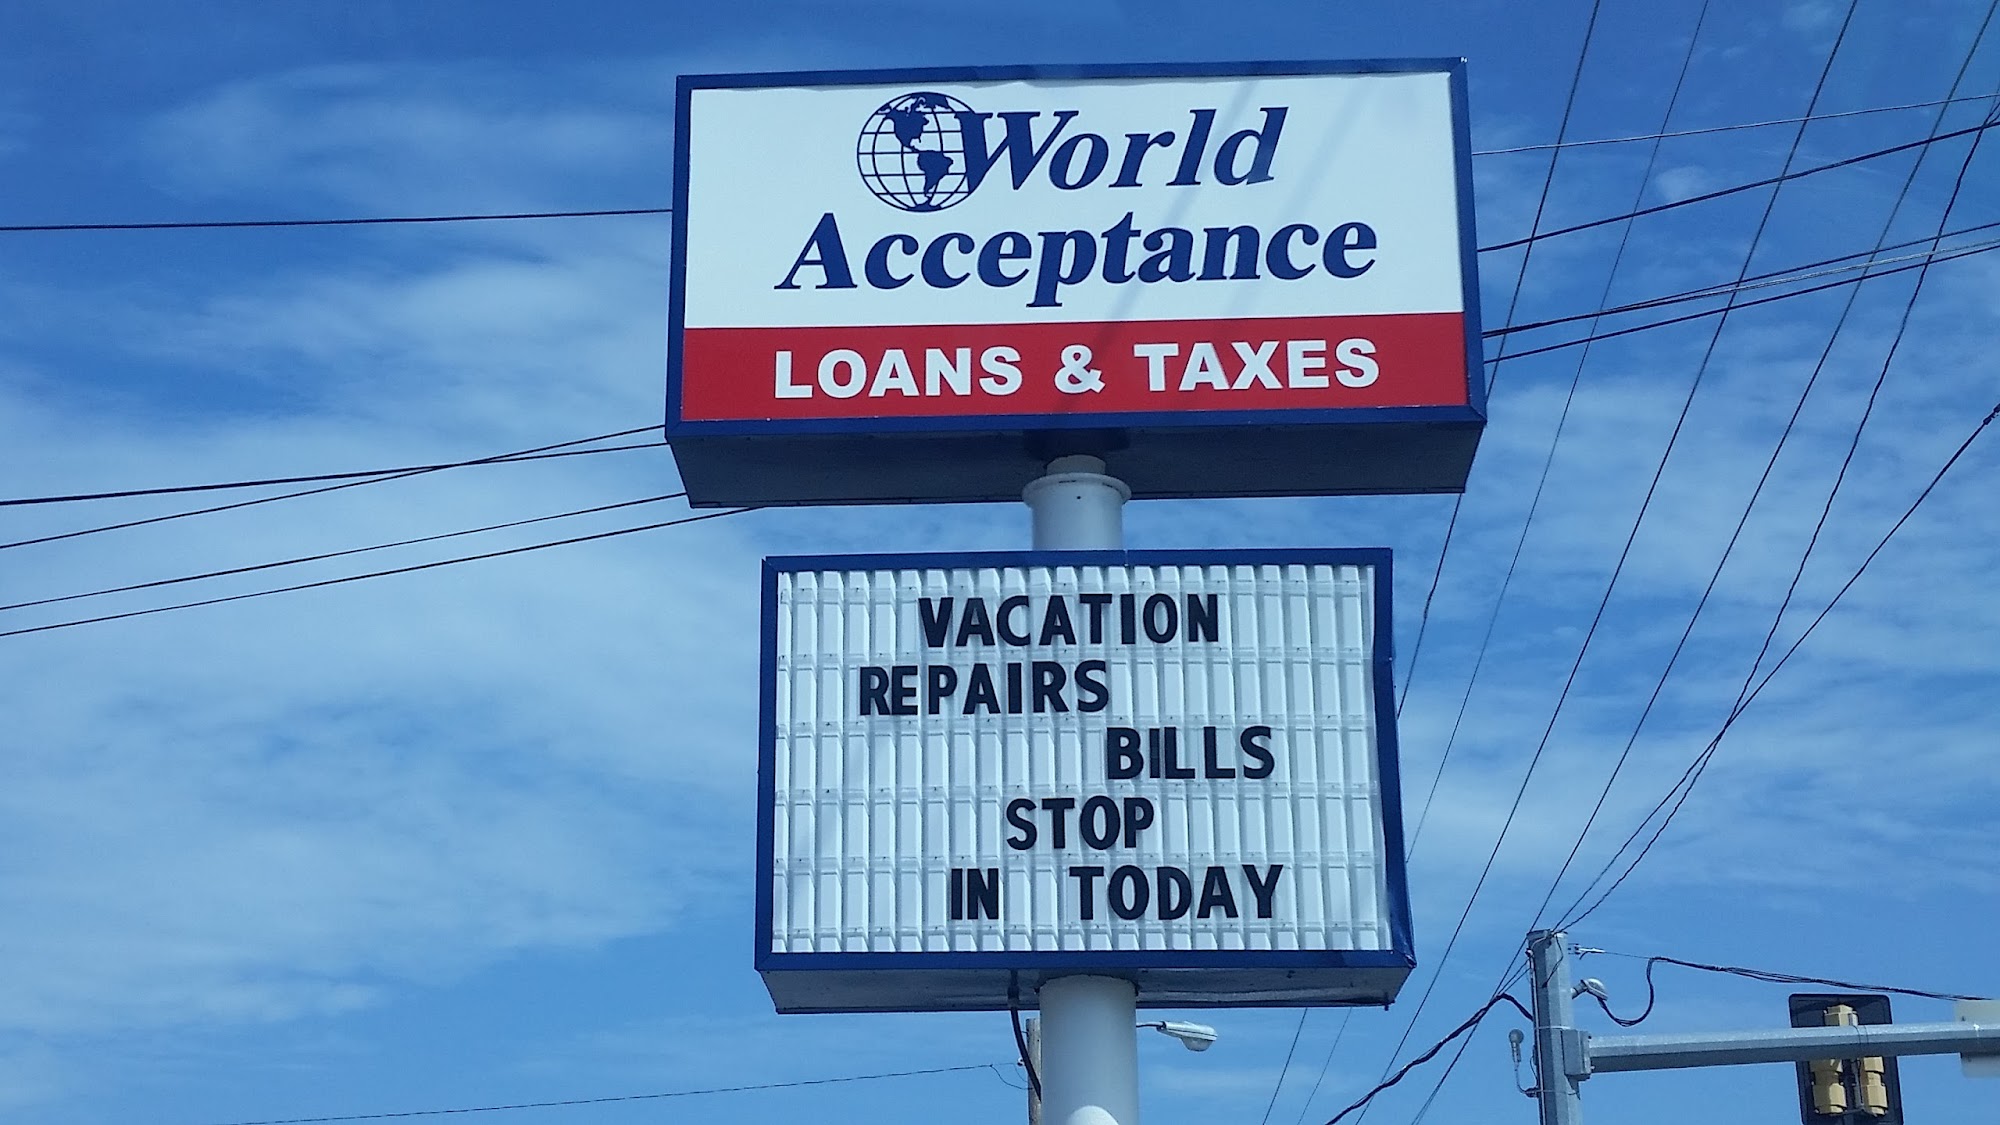 World
Acceptance
LOANS & TAXES
VACATION
REPAIRS
BILLS
STOP
IN TODAY